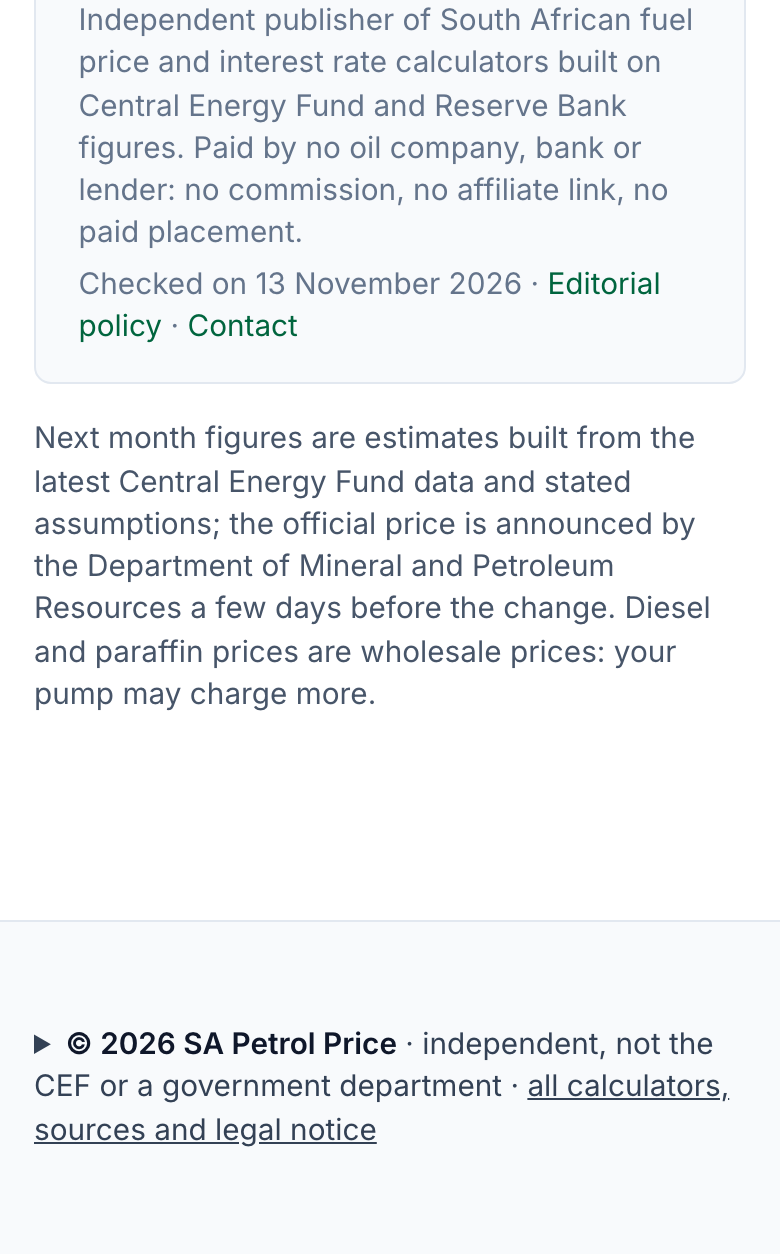 Independent publisher of South African fuel
price and interest rate calculators built on
Central Energy Fund and Reserve Bank
figures. Paid by no oil company, bank or
lender: no commission, no affiliate link, no
paid placement.
Checked on 13 November 2026 · Editorial
policy · Contact
Next month figures are estimates built from the
latest Central Energy Fund data and stated
assumptions; the official price is announced by
the Department of Mineral and Petroleum
Resources a few days before the change. Diesel
and paraffin prices are wholesale prices: your
pump may charge more.
▶ © 2026 SA Petrol Price · independent, not the
CEF or a government department · all calculators,
sources and legal notice